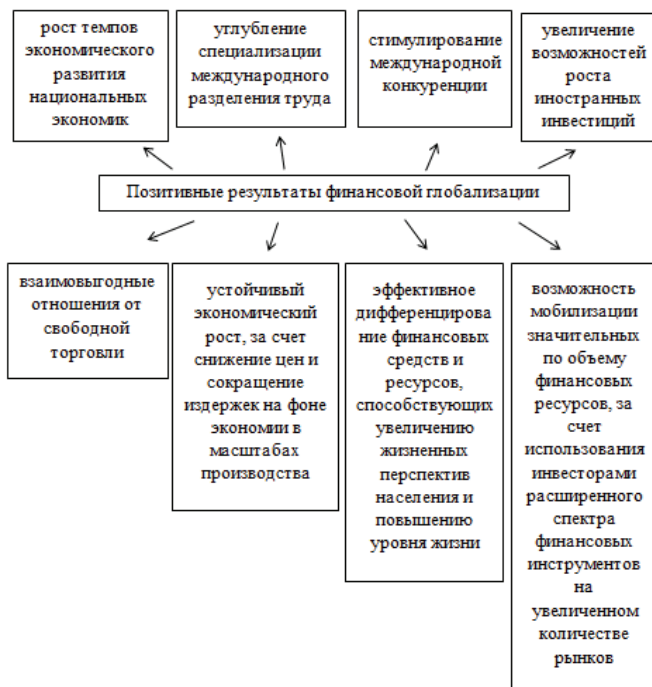 рост темпов
экономического
развития
национальных
экономик
углубление
специализации
международного
разделения труда
стимулирование
международной
конкуренции
увеличение
возможностей
роста
иностранных
инвестиций
Позитивные результаты финансовой глобализации
взаимовыгодные
отношения от
свободной
торговли
устойчивый
экономический
рост, за счет
снижение цен и
сокращение
издержек на фоне
экономии в
масштабах
производства
эффективное
дифференцирова
ние финансовых
средств и
ресурсов,
способствующих
увеличению
жизненных
перспектив
населения и
повышению
уровня жизни
возможность
мобилизации
значительных
по объему
финансовых
ресурсов, за
счет
использования
инвесторами
расширенного
спектра
финансовых
инструментов
на
увеличенном
количестве
рынков